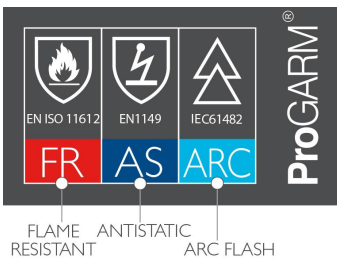 EN ISO 11612
EN1149
IEC61482
FR
AS
ARC
ProGARM®
FLAME
RESISTANT
ANTISTATIC
ARC FLASH